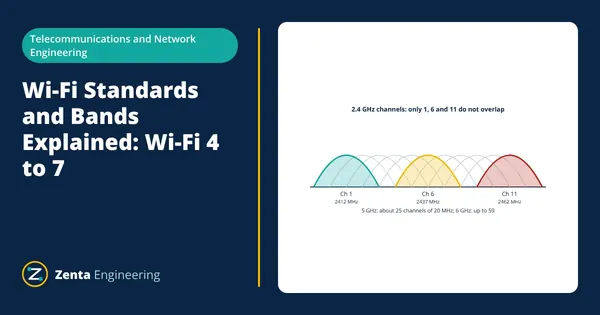 Telecommunications and Network
Engineering
Wi-Fi Standards
and Bands
Explained: Wi-Fi 4
to 7
Zenta Engineering
2.4 GHz channels: only 1, 6 and 11 do not overlap
Ch 1
Ch 6
Ch 11
2412 MHz
2437 MHz
2462 MHz
5 GHz: about 25 channels of 20 MHz; 6 GHz: up to 59